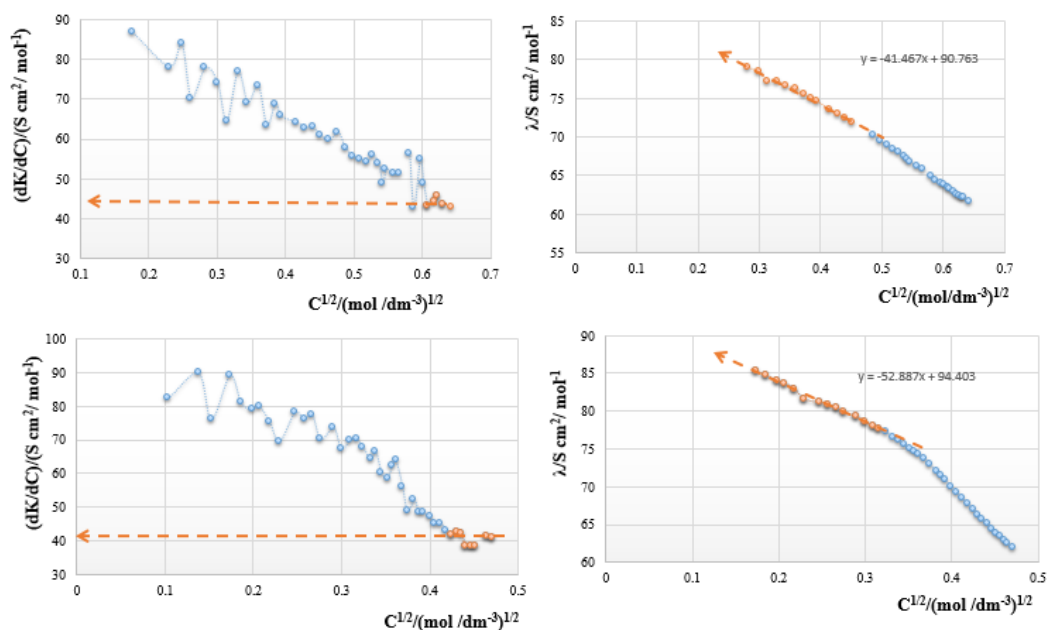 (dK/dC)/(S cm²/ mol⁻¹)
90
80
70
60
50
40
30
0.1 0.2 0.3 0.4 0.5 0.6 0.7
C^1/2/(mol /dm⁻³)^1/2
λ/S cm²/ mol⁻¹
85
80
75
70
65
60
55
y = -41.467x + 90.763
0 0.1 0.2 0.3 0.4 0.5 0.6 0.7
C^1/2/(mol/dm⁻³)^1/2
(dK/dC)/(S cm²/ mol⁻¹)
100
90
80
70
60
50
40
30
0 0.1 0.2 0.3 0.4 0.5
C^1/2/(mol /dm⁻³)^1/2
λ/S cm²/ mol⁻¹
90
85
80
75
70
65
60
y = -52.887x + 94.403
0 0.1 0.2 0.3 0.4 0.5
C^1/2/(mol /dm⁻³)^1/2